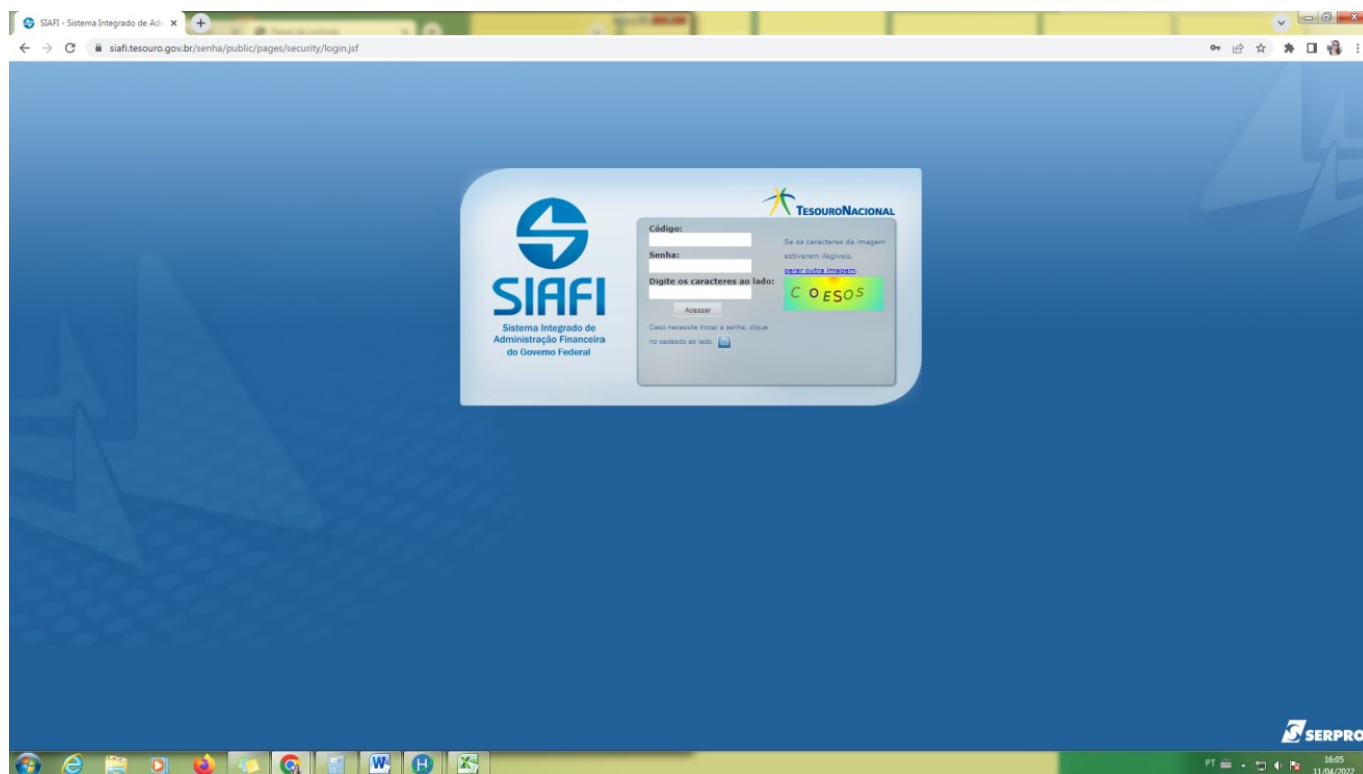 SIAFI - Sistema Integrado de Ad
siafi.tesouro.gov.br/senha/public/pages/security/login.jsf
TESOURONACIONAL
SIAFI
Sistema Integrado de
Administração Financeira
do Governo Federal
Código:
Senha:
Digite os caracteres ao lado:
Acessar
Caso necessite trocar a senha, clique
no cadeado ao lado.
Se os caracteres da imagem
estiverem ilegíveis,
gerar outra imagem.
C O E S O S
SERPRO
PT
16:05
11/04/2022